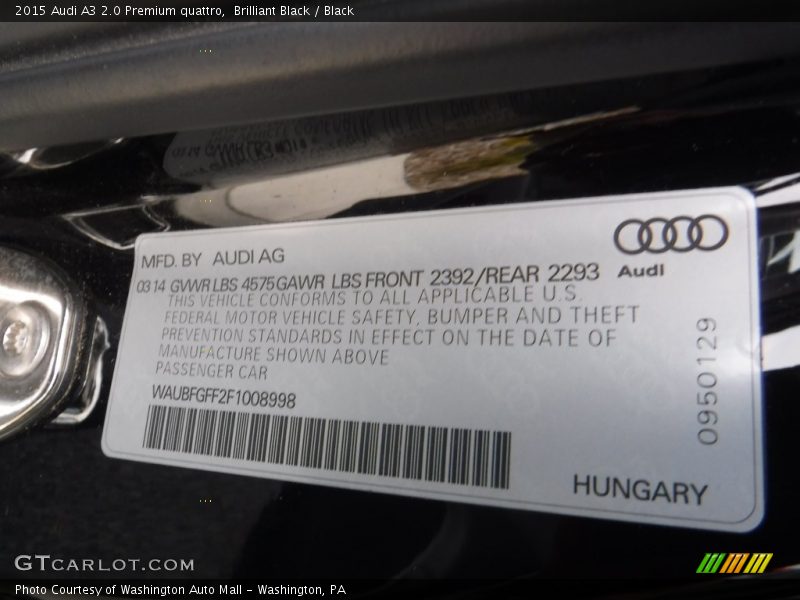 2015 Audi A3 2.0 Premium quattro,  Brilliant Black / Black
MFD. BY AUDI AG
0314 GVWR LBS 4575 GAWR LBS FRONT 2392/REAR 2293
THIS VEHICLE CONFORMS TO ALL APPLICABLE U.S.
FEDERAL MOTOR VEHICLE SAFETY, BUMPER AND THEFT
PREVENTION STANDARDS IN EFFECT ON THE DATE OF
MANUFACTURE SHOWN ABOVE
PASSENGER CAR
WAUBFGFF2F1008998
Audi
0950129
HUNGARY
GTCARLOT.COM
Photo Courtesy of Washington Auto Mall - Washington, PA